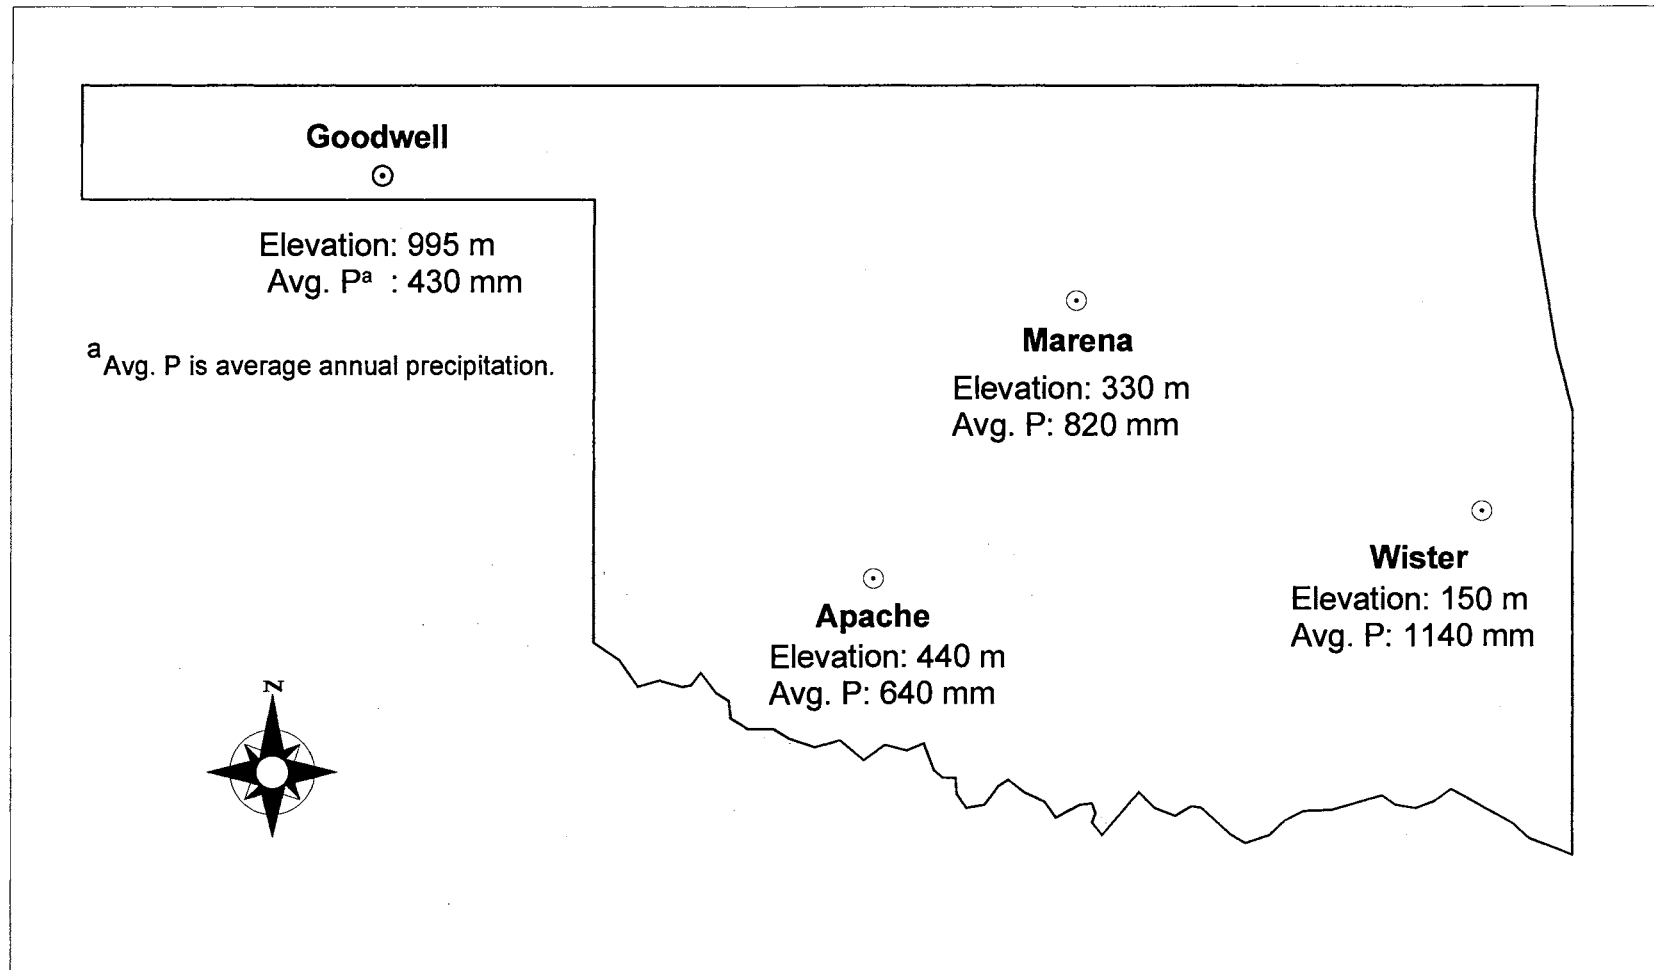 Goodwell
Elevation: 995 m
Avg. Pᵃ : 430 mm
ᵃAvg. P is average annual precipitation.
Marena
Elevation: 330 m
Avg. P: 820 mm
Wister
Elevation: 150 m
Avg. P: 1140 mm
Apache
Elevation: 440 m
Avg. P: 640 mm
N